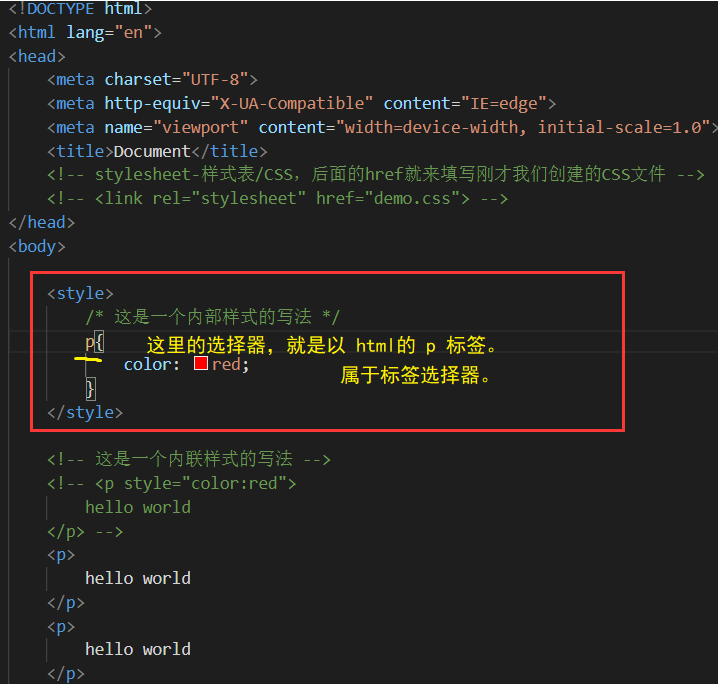 <!DOCTYPE html>
<html lang="en">
<head>
<meta charset="UTF-8">
<meta http-equiv="X-UA-Compatible" content="IE=edge">
<meta name="viewport" content="width=device-width, initial-scale=1.0">
<title>Document</title>
<!-- stylesheet-样式表/CSS，后面的href就来填写刚才我们创建的CSS文件 -->
<!-- <link rel="stylesheet" href="demo.css"> -->
</head>
<body>
<style>
/* 这是一个内部样式的写法 */
p{ 这里的选择器，就是以 html的 p 标签。
color: red; 属于标签选择器。
}
</style>
<!-- 这是一个内联样式的写法 -->
<!-- <p style="color:red">
hello world
</p> -->
<p>
hello world
</p>
<p>
hello world
</p>